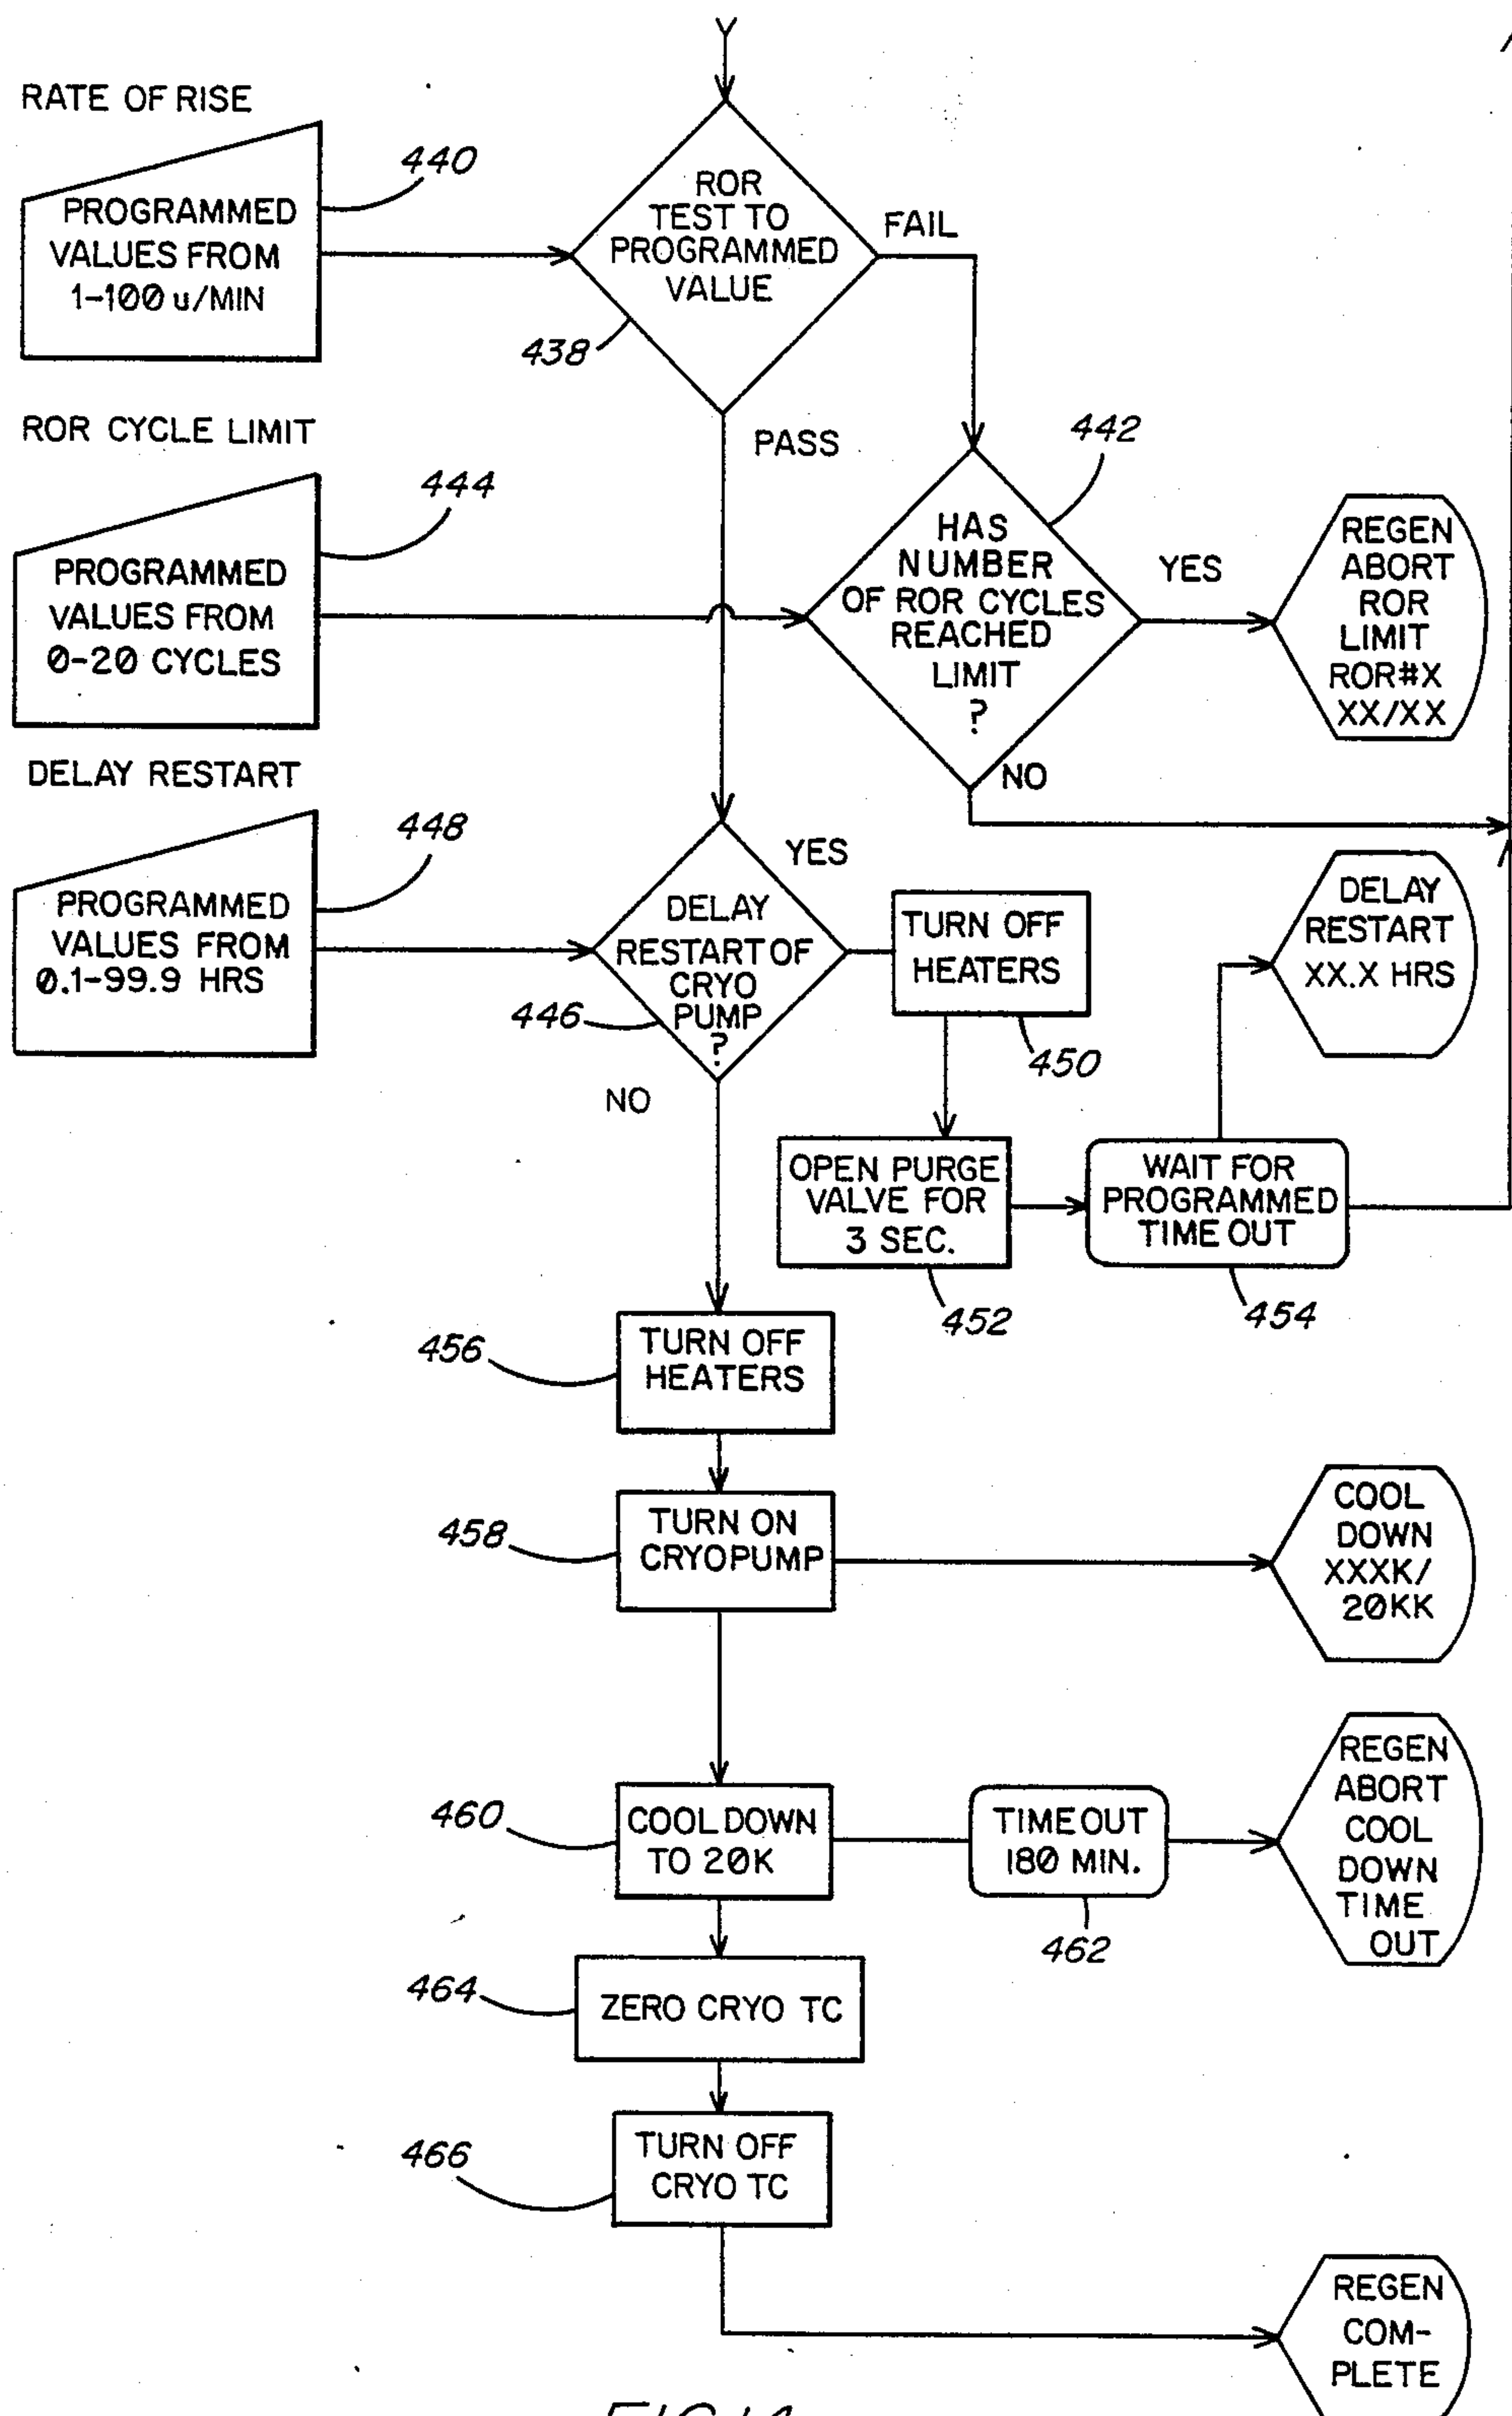 Y
RATE OF RISE
440
PROGRAMMED
VALUES FROM
1-100 u/MIN
ROR
TEST TO
PROGRAMMED
VALUE
FAIL
438
PASS
ROR CYCLE LIMIT
444
PROGRAMMED
VALUES FROM
0-20 CYCLES
442
HAS
NUMBER
OF ROR CYCLES
REACHED
LIMIT
?
YES
NO
REGEN
ABORT
ROR
LIMIT
ROR#X
XX/XX
DELAY RESTART
448
PROGRAMMED
VALUES FROM
0.1-99.9 HRS
DELAY
RESTART OF
CRYO
PUMP
?
446
YES
NO
TURN OFF
HEATERS
450
DELAY
RESTART
XX.X HRS
OPEN PURGE
VALVE FOR
3 SEC.
452
WAIT FOR
PROGRAMMED
TIME OUT
454
456
TURN OFF
HEATERS
458
TURN ON
CRYOPUMP
COOL
DOWN
XXXK/
20KK
460
COOL DOWN
TO 20K
TIMEOUT
180 MIN.
462
REGEN
ABORT
COOL
DOWN
TIME
OUT
464
ZERO CRYO TC
466
TURN OFF
CRYO TC
REGEN
COM-
PLETE